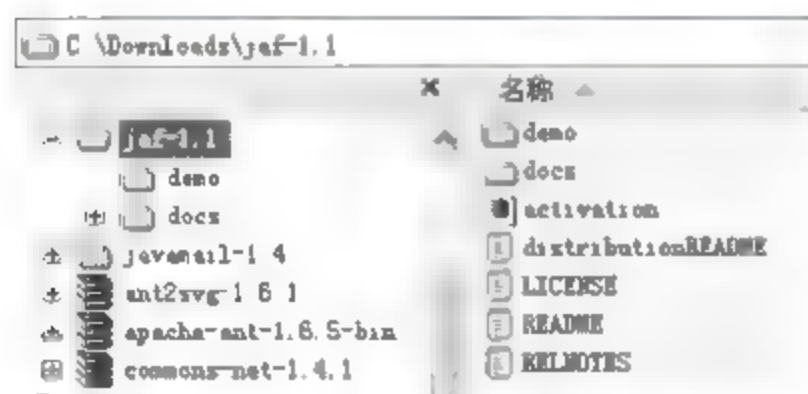 C:\Downloads\jaf-1.1
名称
jaf-1.1
demo
docs
javamail-1.4
ant2svg-1.6.1
apache-ant-1.6.5-bin
commons-net-1.4.1
demo
docs
activation
distributionREADME
LICENSE
README
RELNOTES